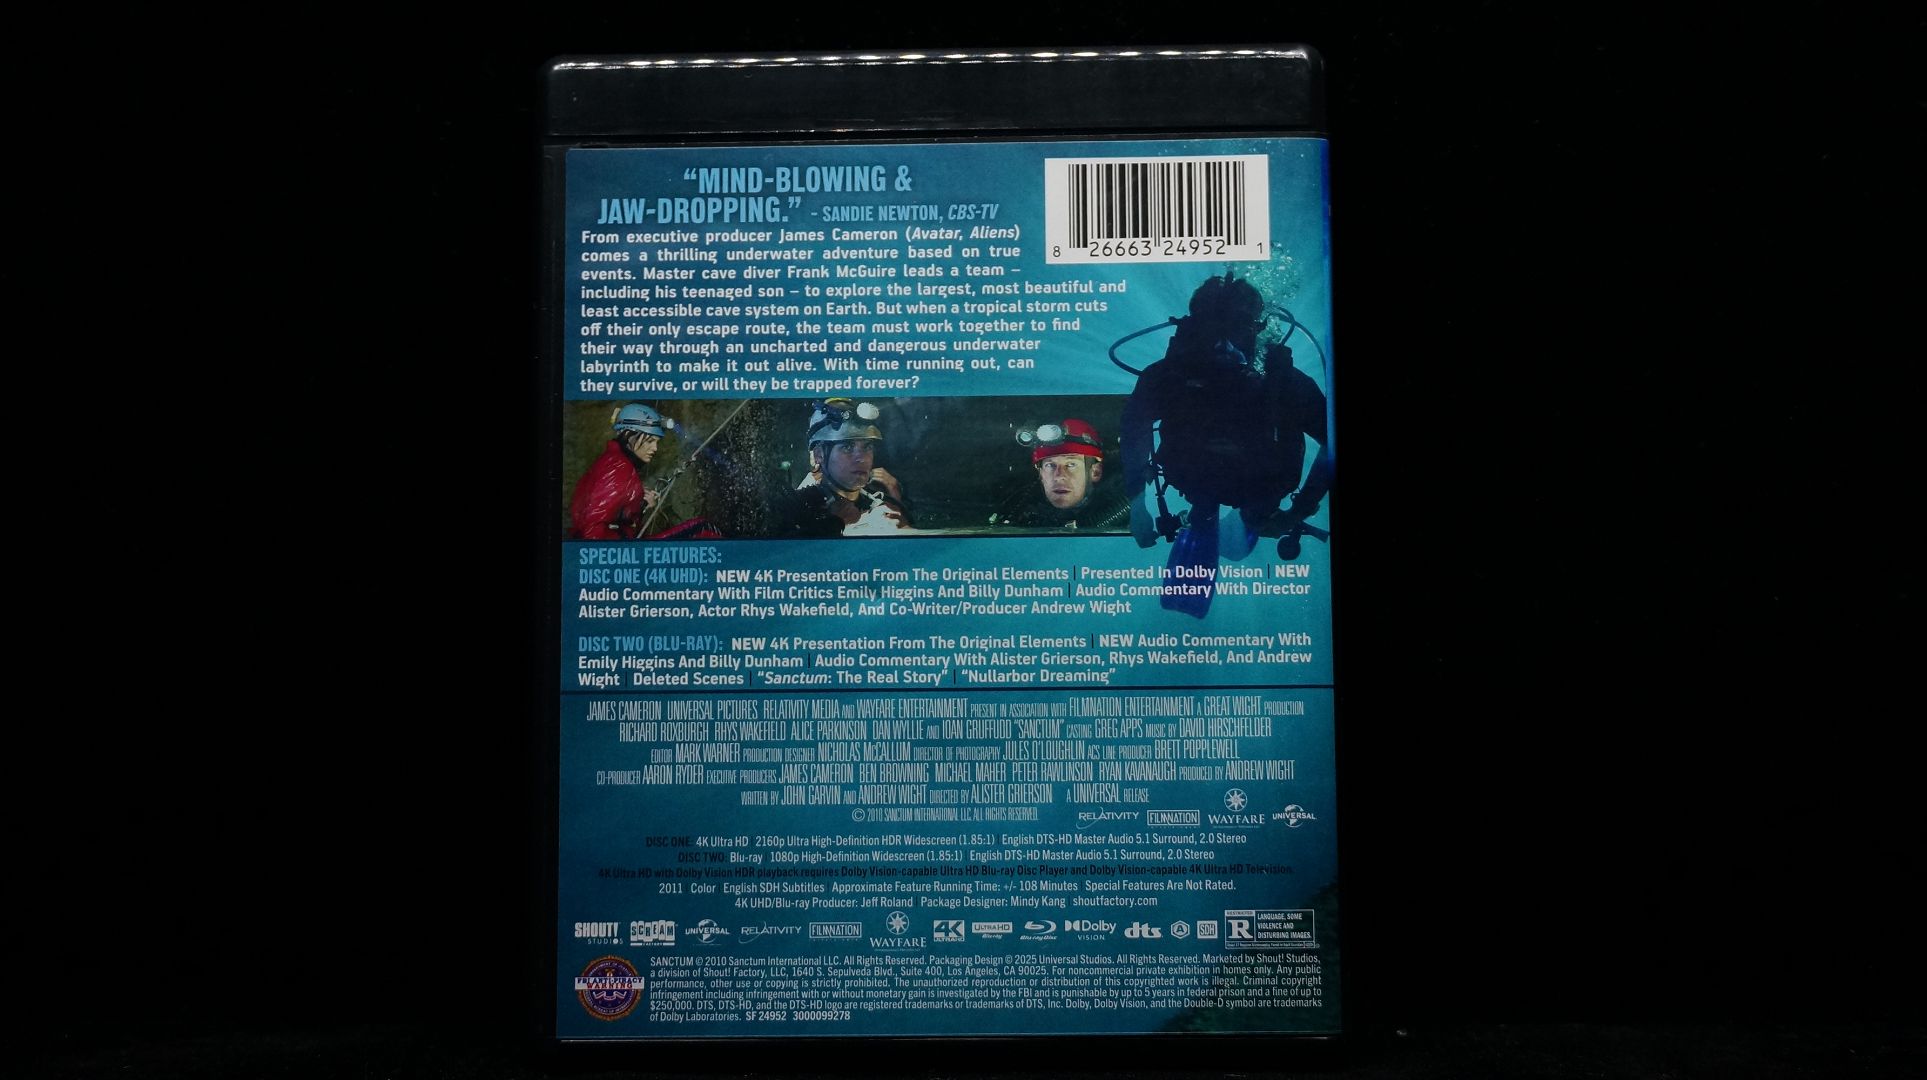 “MIND-BLOWING &
JAW-DROPPING.” - SANDIE NEWTON, CBS-TV
8 26663 24952 1
From executive producer James Cameron (Avatar, Aliens)
comes a thrilling underwater adventure based on true
events. Master cave diver Frank McGuire leads a team –
including his teenaged son – to explore the largest, most beautiful and
least accessible cave system on Earth. But when a tropical storm cuts
off their only escape route, the team must work together to find
their way through an uncharted and dangerous underwater
labyrinth to make it out alive. With time running out, can
they survive, or will they be trapped forever?
SPECIAL FEATURES:
DISC ONE (4K UHD): NEW 4K Presentation From The Original Elements | Presented In Dolby Vision | NEW
Audio Commentary With Film Critics Emily Higgins And Billy Dunham | Audio Commentary With Director
Alister Grierson, Actor Rhys Wakefield, And Co-Writer/Producer Andrew Wight
DISC TWO (BLU-RAY): NEW 4K Presentation From The Original Elements | NEW Audio Commentary With
Emily Higgins And Billy Dunham | Audio Commentary With Alister Grierson, Rhys Wakefield, And Andrew
Wight | Deleted Scenes | “Sanctum: The Real Story” | “Nullarbor Dreaming”
JAMES CAMERON UNIVERSAL PICTURES RELATIVITY MEDIA AND WAYFARE ENTERTAINMENT PRESENT IN ASSOCIATION WITH FILMNATION ENTERTAINMENT A GREAT WIGHT PRODUCTION
RICHARD ROXBURGH RHYS WAKEFIELD ALICE PARKINSON DAN WYLLIE AND IOAN GRUFFUDD “SANCTUM” CASTING GREG APPS MUSIC BY DAVID HIRSCHFELDER
EDITOR MARK WARNER PRODUCTION DESIGNER NICHOLAS McCALLUM DIRECTOR OF PHOTOGRAPHY JULES O'LOUGHLIN ACS LINE PRODUCER BRETT POPPLEWELL
CO-PRODUCER AARON RYDER EXECUTIVE PRODUCERS JAMES CAMERON BEN BROWNING MICHAEL MAHER PETER RAWLINSON RYAN KAVANAUGH PRODUCED BY ANDREW WIGHT
WRITTEN BY JOHN GARVIN AND ANDREW WIGHT DIRECTED BY ALISTER GRIERSON A UNIVERSAL RELEASE
© 2010 SANCTUM INTERNATIONAL LLC. ALL RIGHTS RESERVED.
RELATIVITY FILMNATION WAYFARE UNIVERSAL
DISC ONE: 4K Ultra HD | 2160p Ultra High-Definition HDR Widescreen (1.85:1) | English DTS-HD Master Audio 5.1 Surround, 2.0 Stereo
DISC TWO: Blu-ray | 1080p High-Definition Widescreen (1.85:1) | English DTS-HD Master Audio 5.1 Surround, 2.0 Stereo
4K Ultra HD with Dolby Vision HDR playback requires Dolby Vision-capable Ultra HD Blu-ray Disc Player and Dolby Vision-capable 4K Ultra HD Television.
2011 | Color | English SDH Subtitles | Approximate Feature Running Time: +/- 108 Minutes | Special Features Are Not Rated.
4K UHD/Blu-ray Producer: Jeff Roland | Package Designer: Mindy Kang | shoutfactory.com
SHOUT! STUDIOS SCREAM FACTORY UNIVERSAL RELATIVITY FILMNATION WAYFARE 4K ULTRA HD ULTRA HD Blu-ray Blu-ray Disc Dolby VISION dts A SDH RESTRICTED R LANGUAGE, SOME
VIOLENCE AND
DISTURBING IMAGES.
FBI ANTI-PIRACY
WARNING
SANCTUM © 2010 Sanctum International LLC. All Rights Reserved. Packaging Design © 2025 Universal Studios. All Rights Reserved. Marketed by Shout! Studios,
a division of Shout! Factory, LLC, 1640 S. Sepulveda Blvd., Suite 400, Los Angeles, CA 90025. For noncommercial private exhibition in homes only. Any public
performance, other use or copying is strictly prohibited. The unauthorized reproduction or distribution of this copyrighted work is illegal. Criminal copyright
infringement including infringement with or without monetary gain is investigated by the FBI and is punishable by up to 5 years in federal prison and a fine of up to
$250,000. DTS, DTS-HD, and the DTS-HD logo are registered trademarks or trademarks of DTS, Inc. Dolby, Dolby Vision, and the Double-D symbol are trademarks
of Dolby Laboratories. SF 24952 3000099278